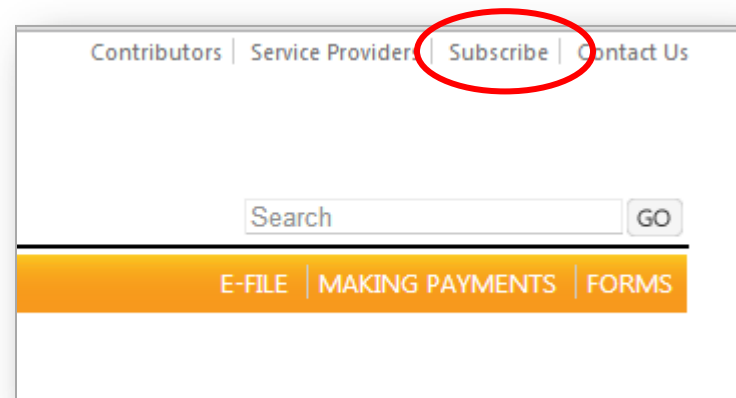 Contributors | Service Providers | Subscribe | Contact Us
Search GO
E-FILE | MAKING PAYMENTS | FORMS